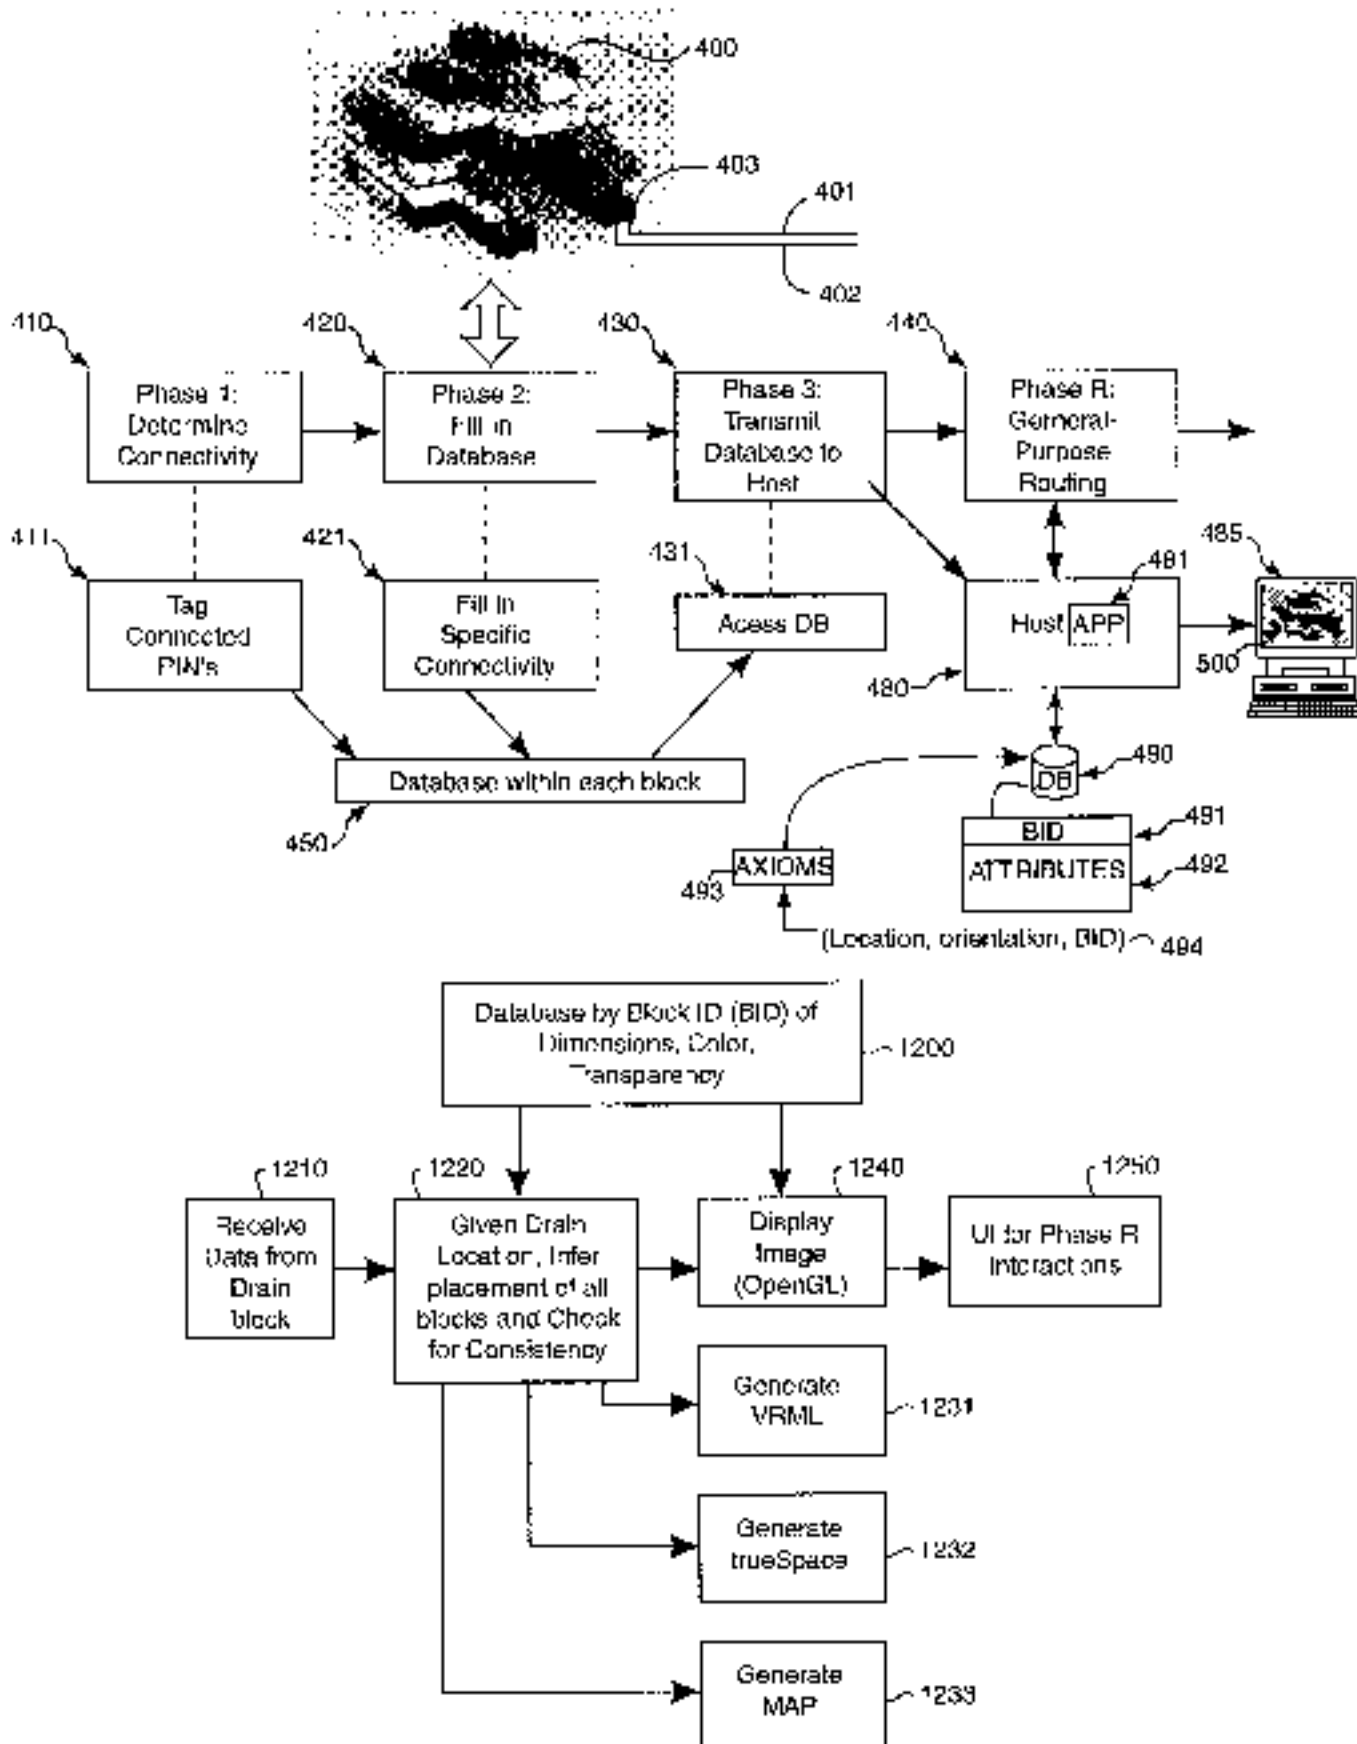 400
403
401
402
410
420
430
440
Phase 1:
Determine
Connectivity
Phase 2:
Fill in
Database
Phase 3:
Transmit
Database to
Host
Phase R:
Gerneral-
Purpose
Routing
411
421
431
481
485
Tag
Connected
PIN's
Fill In
Specific
Connectivity
Acess DB
Host
APP
500
480
Database within each block
450
DB
490
BID
491
ATTRIBUTES
492
AXIOMS
493
(Location, orientation, BID)
494
Database by Block ID (BID) of
Dimensions, Color,
Transparency
1200
1210
1220
1240
1250
Receive
Data from
Drain
block
Given Drain
Location, Infer
placement of all
blocks and Check
for Consistency
Display
Image
(OpenGL)
UI for Phase R
Interactions
Generate
VRML
1231
Generate
trueSpace
1232
Generate
MAP
1233